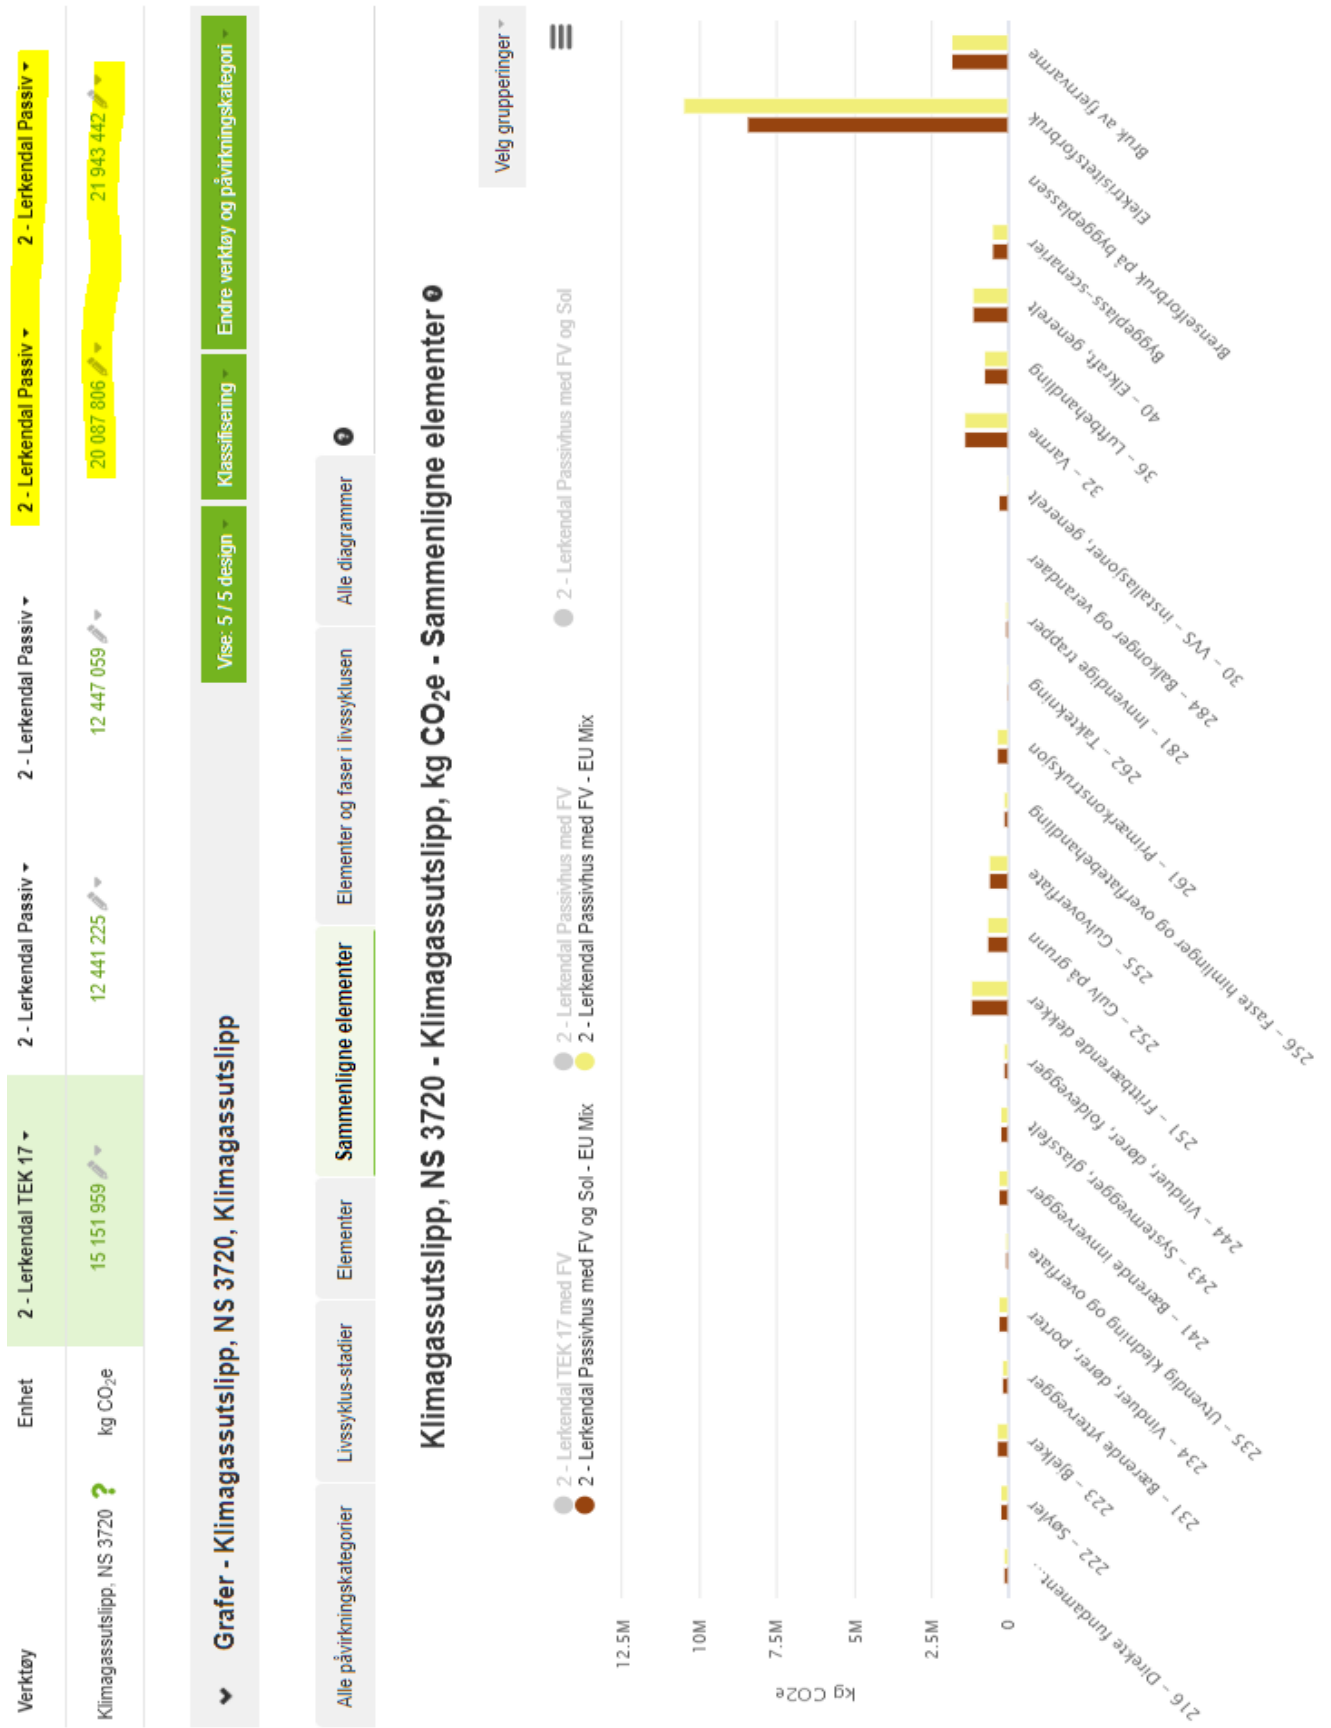 Verktøy Enhet 2 - Lerkendal TEK 17 2 - Lerkendal Passiv 2 - Lerkendal Passiv 2 - Lerkendal Passiv 2 - Lerkendal Passiv
Klimagassutslipp, NS 3720 ? kg CO₂e 15 151 959 12 441 225 12 447 059 20 087 806 21 943 442
Vise: 5 / 5 design Klassifisering Endre verktøy og påvirkningskategori
Grafer - Klimagassutslipp, NS 3720, Klimagassutslipp
Alle påvirkningskategorier Livssyklus-stadier Elementer Sammenligne elementer Elementer og faser i livssyklusen Alle diagrammer ?
Klimagassutslipp, NS 3720 - Klimagassutslipp, kg CO₂e - Sammenligne elementer ?
Velg grupperinger
2 - Lerkendal TEK 17 med FV 2 - Lerkendal Passivhus med FV 2 - Lerkendal Passivhus med FV og Sol
2 - Lerkendal Passivhus med FV og Sol - EU Mix 2 - Lerkendal Passivhus med FV - EU Mix
kg CO2e
12.5M
10M
7.5M
5M
2.5M
0
216 – Direkte fundament...
222 – Søyler
223 – Bjelker
231 – Bærende yttervegger
234 – Vinduer, dører, porter
235 – Utvendig kledning og overflate
241 – Bærende innervegger
243 – Systemvegger, glassfelt
244 – Vinduer, dører, foldevegger
251 – Frittbærende dekker
252 – Gulv på grunn
255 – Gulvoverflate
256 – Faste himlinger og overflatebehandling
261 – Primærkonstruksjon
262 – Taktekning
281 – Innvendige trapper
284 – Balkonger og verandaer
30 – VVS – installasjoner, generelt
32 – Varme
36 – Luftbehandling
40 – Elkraft, generelt
Byggeplass-scenarier
Brenselforbruk på byggeplassen
Elektrisitetsforbruk
Bruk av fjernvarme